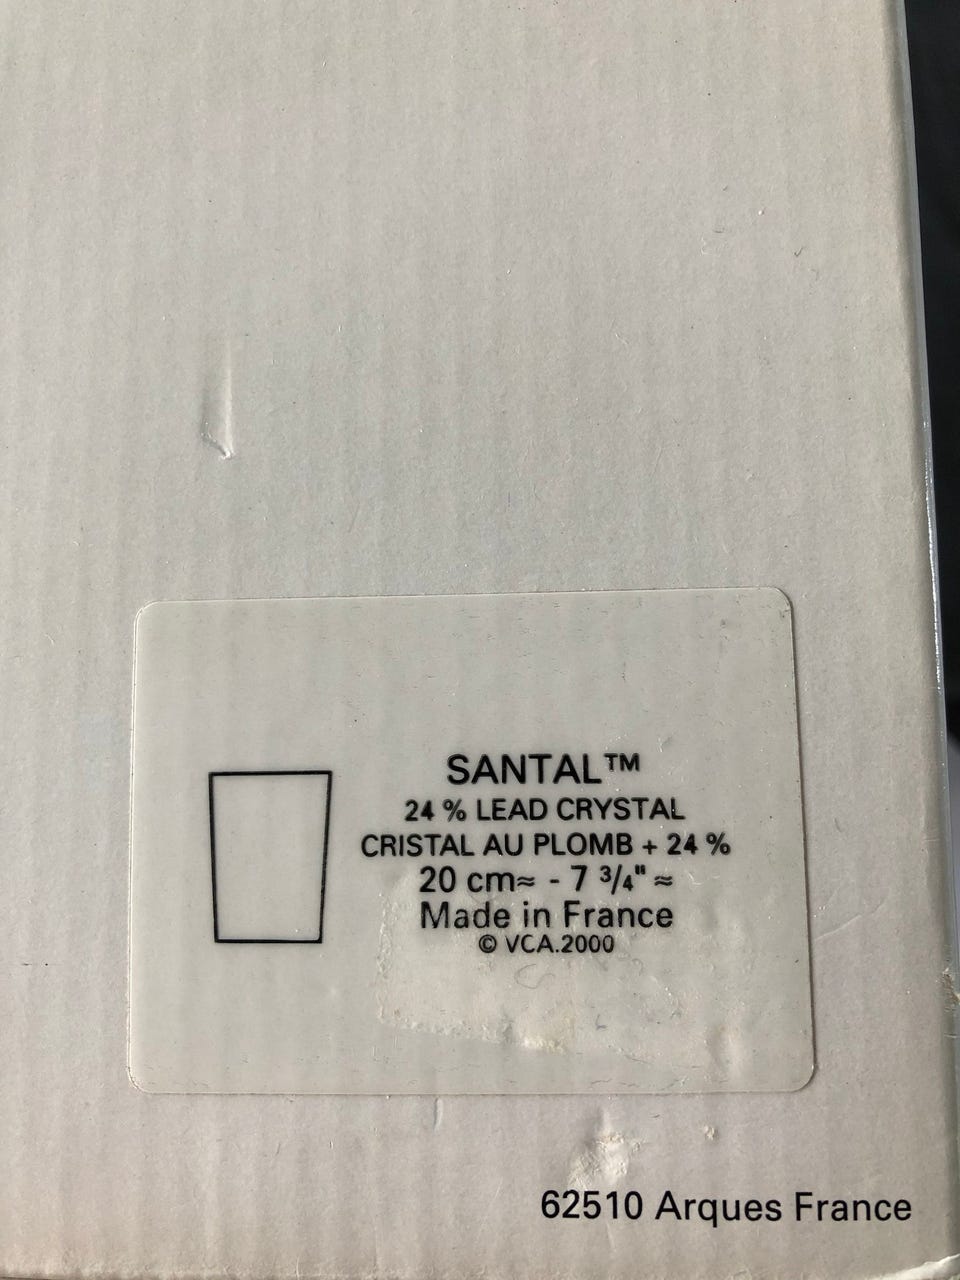 SANTAL™
24 % LEAD CRYSTAL
CRISTAL AU PLOMB + 24 %
20 cm≈ - 7 3/4" ≈
Made in France
© VCA.2000
62510 Arques France